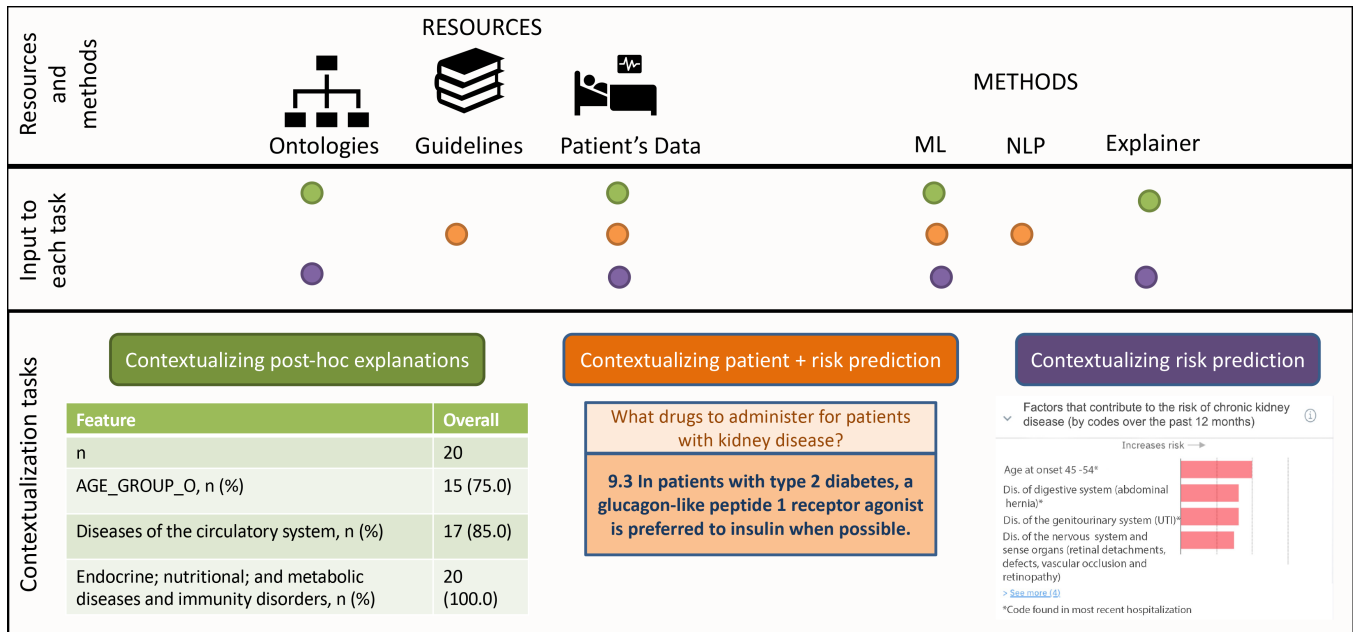 Resources
and
methods
RESOURCES
METHODS
Ontologies
Guidelines
Patient's Data
ML
NLP
Explainer
Input to
each task
Contextualization tasks
Contextualizing post-hoc explanations
Feature Overall
n 20
AGE_GROUP_O, n (%) 15 (75.0)
Diseases of the circulatory system, n (%) 17 (85.0)
Endocrine; nutritional; and metabolic 20
diseases and immunity disorders, n (%) (100.0)
Contextualizing patient + risk prediction
What drugs to administer for patients
with kidney disease?
9.3 In patients with type 2 diabetes, a
glucagon-like peptide 1 receptor agonist
is preferred to insulin when possible.
Contextualizing risk prediction
Factors that contribute to the risk of chronic kidney
disease (by codes over the past 12 months)
Increases risk
Age at onset 45 -54*
Dis. of digestive system (abdominal
hernia)*
Dis. of the genitourinary system (UTI)*
Dis. of the nervous system and
sense organs (retinal detachments,
defects, vascular occlusion and
retinopathy)
> See more (4)
*Code found in most recent hospitalization